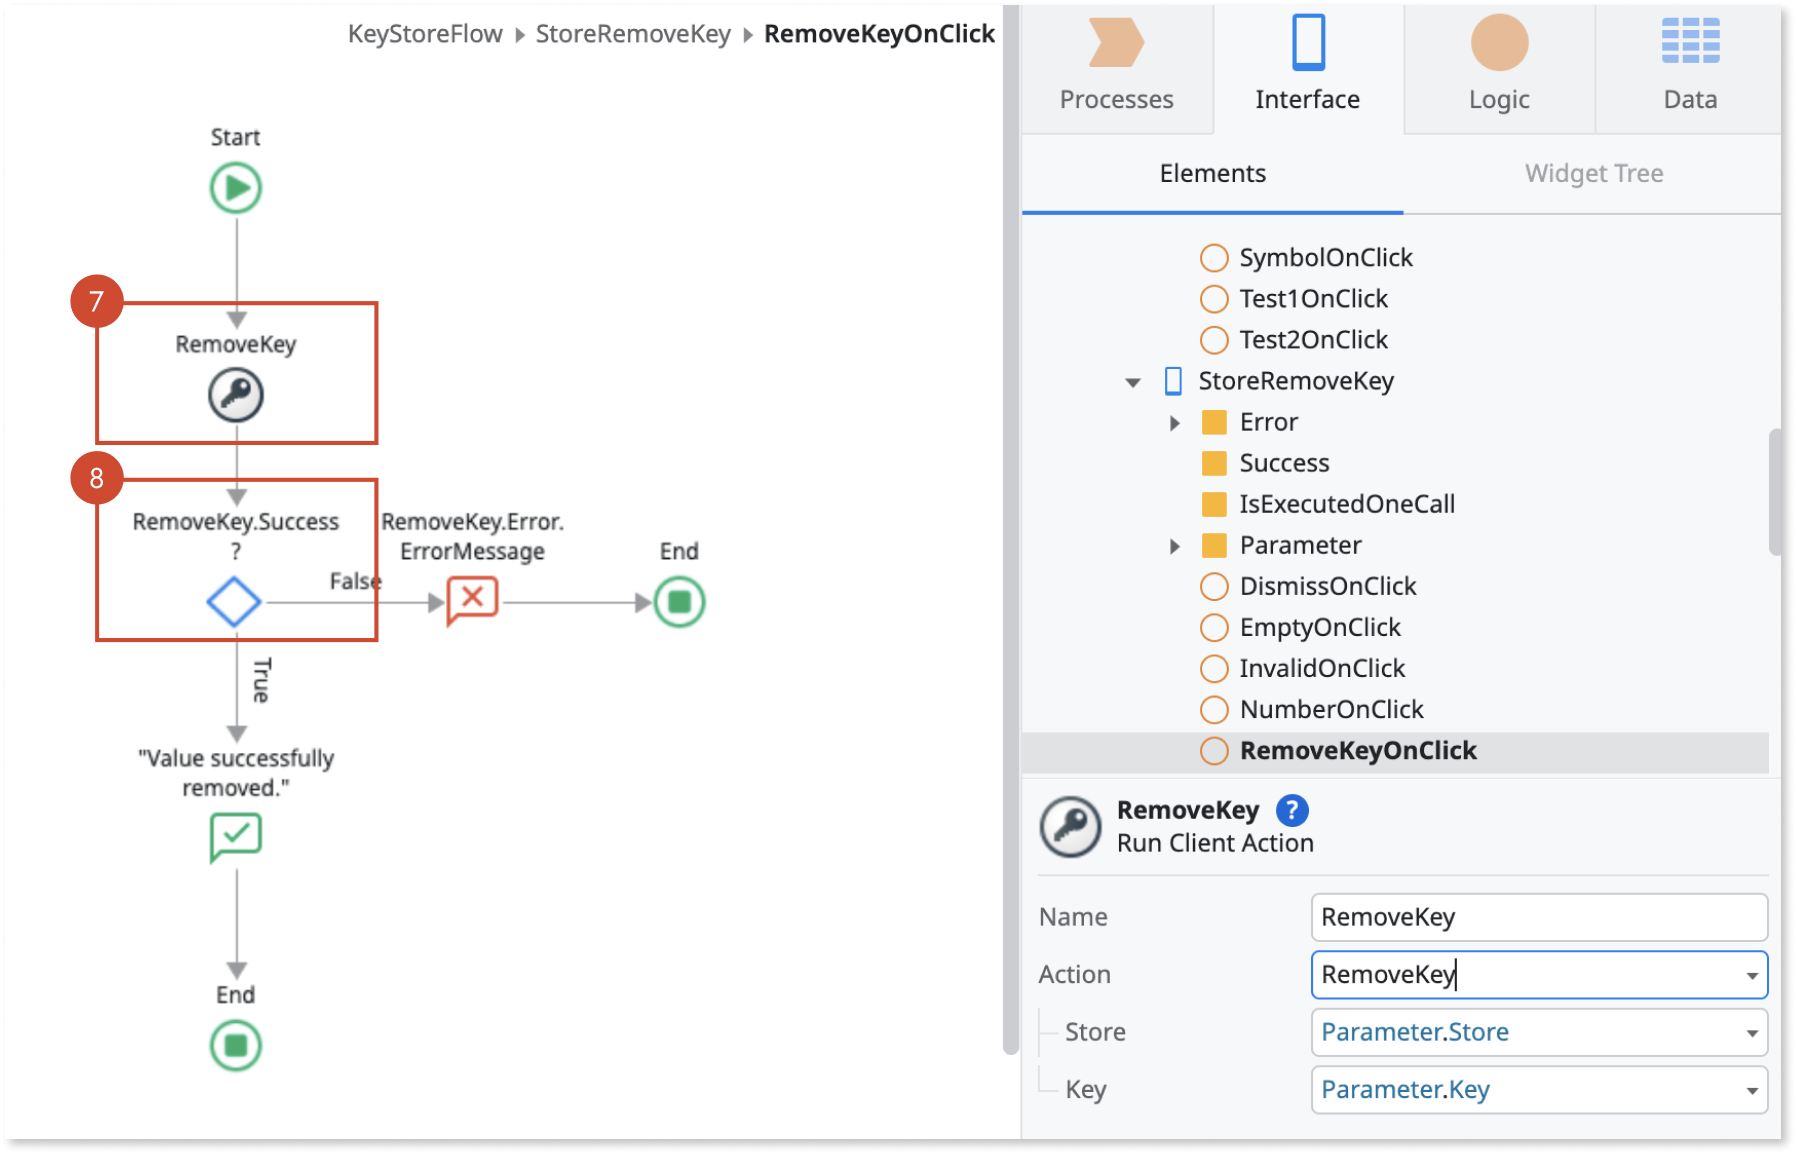 KeyStoreFlow ▸ StoreRemoveKey ▸ RemoveKeyOnClick
Start
7
RemoveKey
8
RemoveKey.Success
?
False
RemoveKey.Error.
ErrorMessage
End
True
"Value successfully
removed."
End
Processes
Interface
Logic
Data
Elements
Widget Tree
SymbolOnClick
Test1OnClick
Test2OnClick
StoreRemoveKey
Error
Success
IsExecutedOneCall
Parameter
DismissOnClick
EmptyOnClick
InvalidOnClick
NumberOnClick
RemoveKeyOnClick
RemoveKey ?
Run Client Action
Name RemoveKey
Action RemoveKey
Store Parameter.Store
Key Parameter.Key